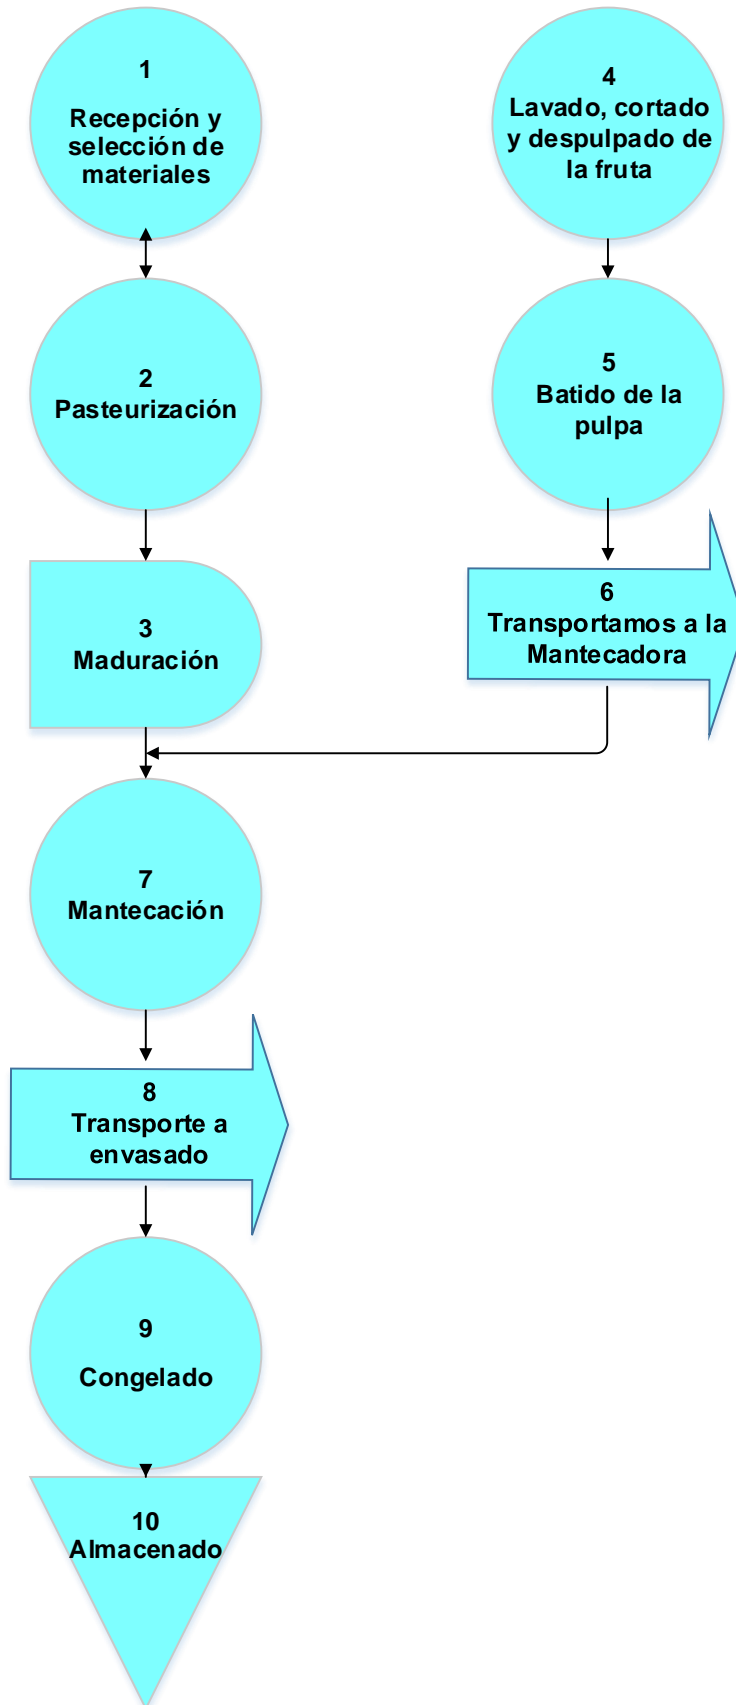 1
Recepción y
selección de
materiales
2
Pasteurización
3
Maduración
4
Lavado, cortado
y despulpado de
la fruta
5
Batido de la
pulpa
6
Transportamos a la
Mantecadora
7
Mantecación
8
Transporte a
envasado
9
Congelado
10
Almacenado